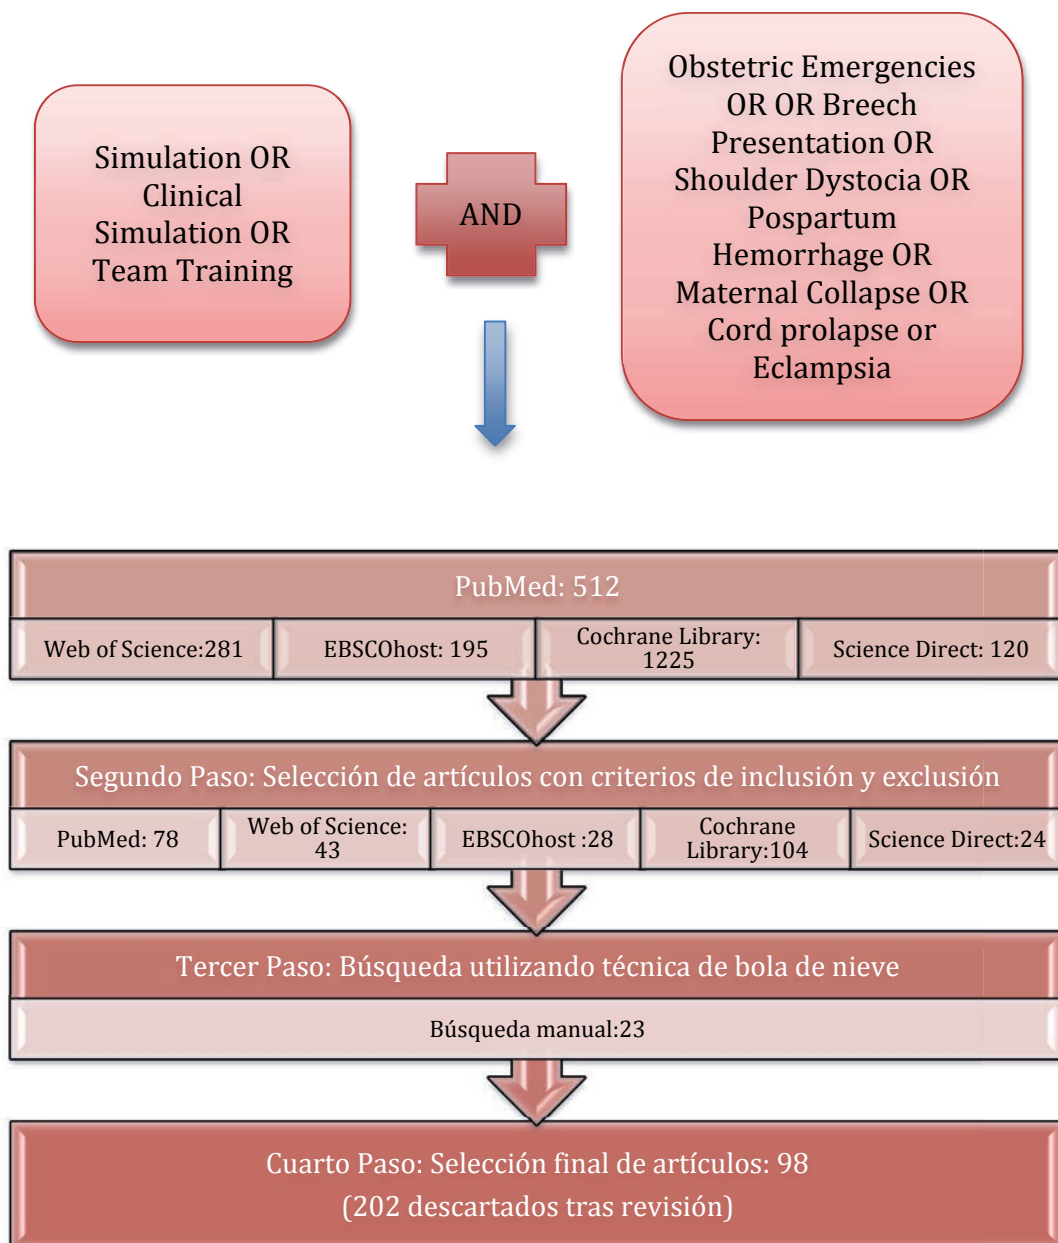 Simulation OR
Clinical
Simulation OR
Team Training
AND
Obstetric Emergencies
OR OR Breech
Presentation OR
Shoulder Dystocia OR
Pospartum
Hemorrhage OR
Maternal Collapse OR
Cord prolapse or
Eclampsia
PubMed: 512
Web of Science:281
EBSCOhost: 195
Cochrane Library:
1225
Science Direct: 120
Segundo Paso: Selección de artículos con criterios de inclusión y exclusión
PubMed: 78
Web of Science:
43
EBSCOhost :28
Cochrane
Library:104
Science Direct:24
Tercer Paso: Búsqueda utilizando técnica de bola de nieve
Búsqueda manual:23
Cuarto Paso: Selección final de artículos: 98
(202 descartados tras revisión)